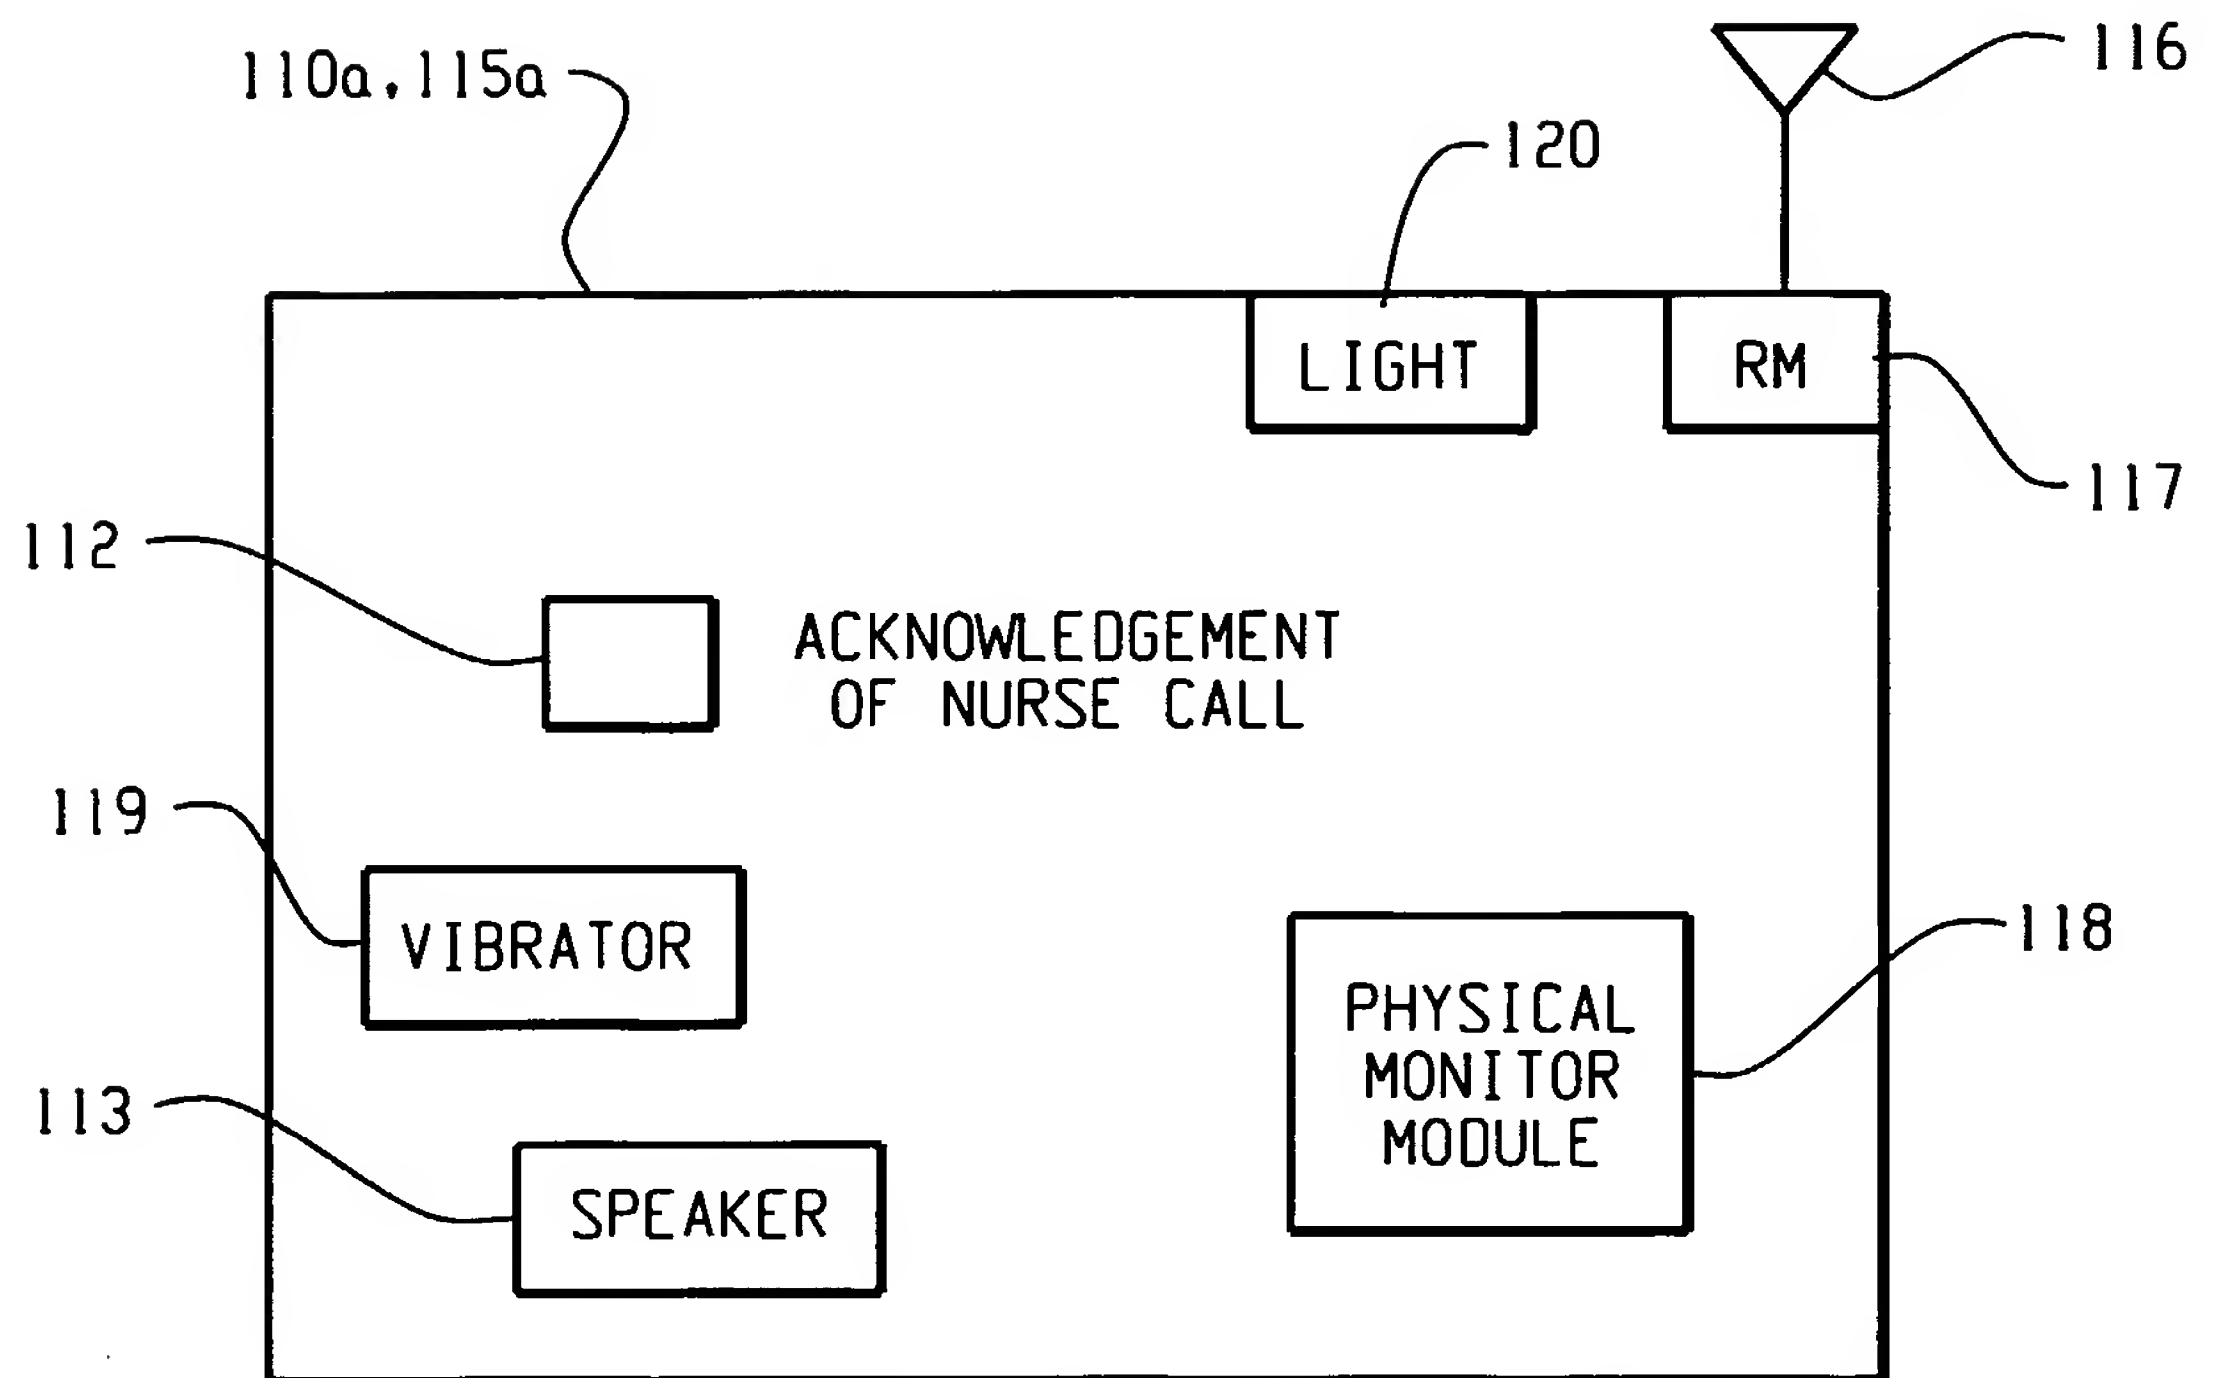 110a, 115a
116
120
LIGHT
RM
117
112
ACKNOWLEDGEMENT
OF NURSE CALL
119
VIBRATOR
118
PHYSICAL
MONITOR
MODULE
113
SPEAKER